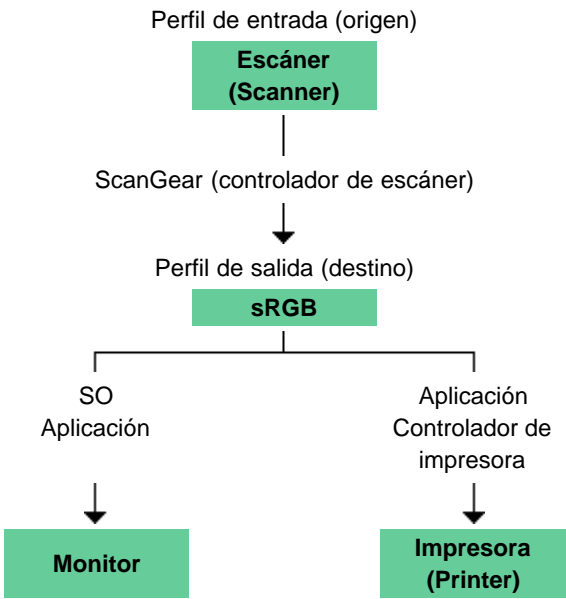 Perfil de entrada (origen)
Escáner
(Scanner)
ScanGear (controlador de escáner)
Perfil de salida (destino)
sRGB
SO
Aplicación
Aplicación
Controlador de
impresora
Monitor
Impresora
(Printer)